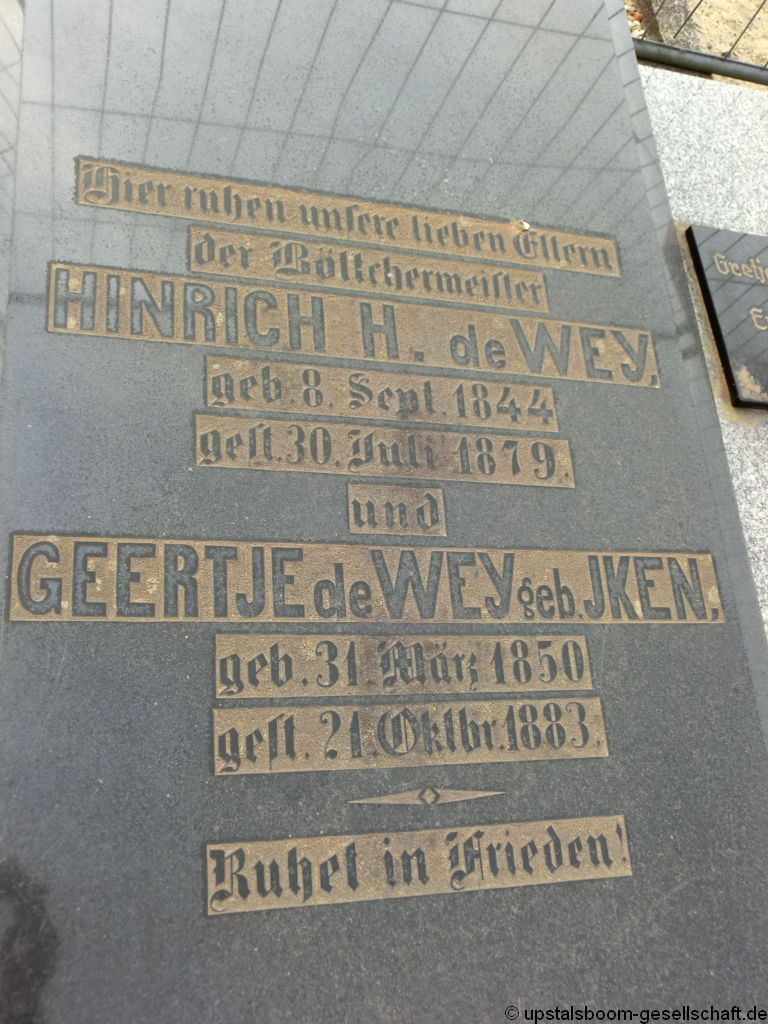 Hier ruhen unsere lieben Eltern
der Böttchermeister
HINRICH H. de WEY,
geb. 8. Sept. 1844
gest. 30. Juli 1879.
und
GEERTJE de WEY geb. JKEN,
geb. 31. März 1850
gest. 21. Oktbr. 1883.
Ruhet in Frieden!
© upstalsboom-gesellschaft.de